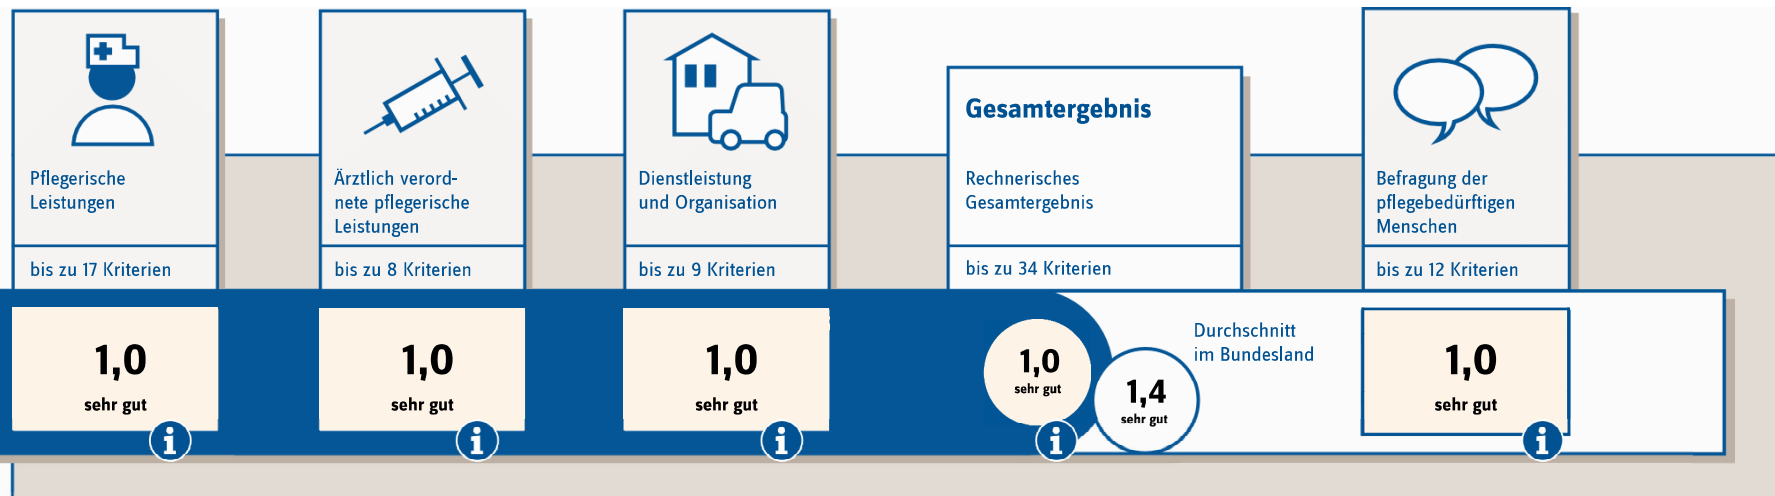 Pflegerische
Leistungen
bis zu 17 Kriterien
1,0
sehr gut
Ärztlich verord-
nete pflegerische
Leistungen
bis zu 8 Kriterien
1,0
sehr gut
Dienstleistung
und Organisation
bis zu 9 Kriterien
1,0
sehr gut
Gesamtergebnis
Rechnerisches
Gesamtergebnis
bis zu 34 Kriterien
1,0
sehr gut
1,4
sehr gut
Durchschnitt
im Bundesland
Befragung der
pflegebedürftigen
Menschen
bis zu 12 Kriterien
1,0
sehr gut